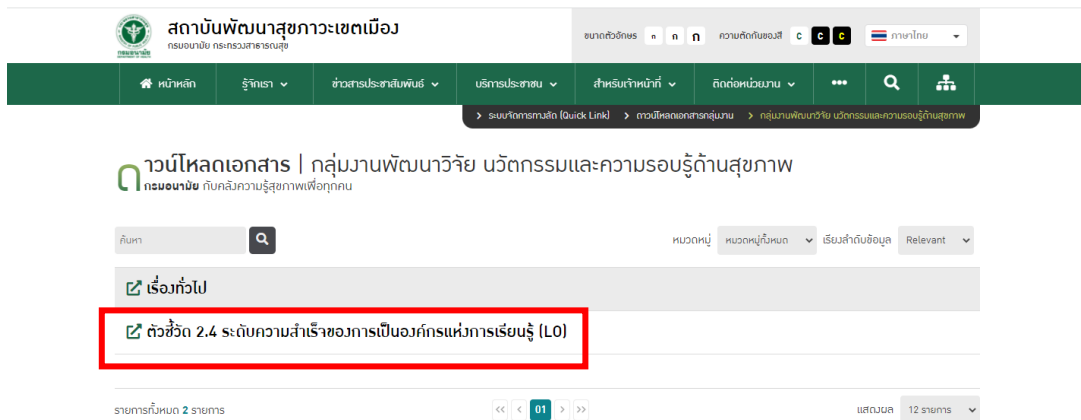 สถาบันพัฒนาสุขภาวะเขตเมือง
กรมอนามัย กระทรวงสาธารณสุข
กรมอนามัย
ขนาดตัวอักษร ก ก ก ความตัดกันของสี C C C ภาษาไทย
หน้าหลัก รู้จักเรา ข่าวสารประชาสัมพันธ์ บริการประชาชน สำหรับเจ้าหน้าที่ ติดต่อหน่วยงาน •••
> ระบบจัดการทางลัด (Quick Link) > ดาวน์โหลดเอกสารกลุ่มงาน > กลุ่มงานพัฒนาวิจัย นวัตกรรมและความรอบรู้ด้านสุขภาพ
ดาวน์โหลดเอกสาร | กลุ่มงานพัฒนาวิจัย นวัตกรรมและความรอบรู้ด้านสุขภาพ
กรมอนามัย กับคลังความรู้สุขภาพเพื่อทุกคน
ค้นหา หมวดหมู่ หมวดหมู่ทั้งหมด เรียงลำดับข้อมูล Relevant
เรื่องทั่วไป
ตัวชี้วัด 2.4 ระดับความสำเร็จของการเป็นองค์กรแห่งการเรียนรู้ (LO)
รายการทั้งหมด 2 รายการ << < 01 > >> แสดงผล 12 รายการ